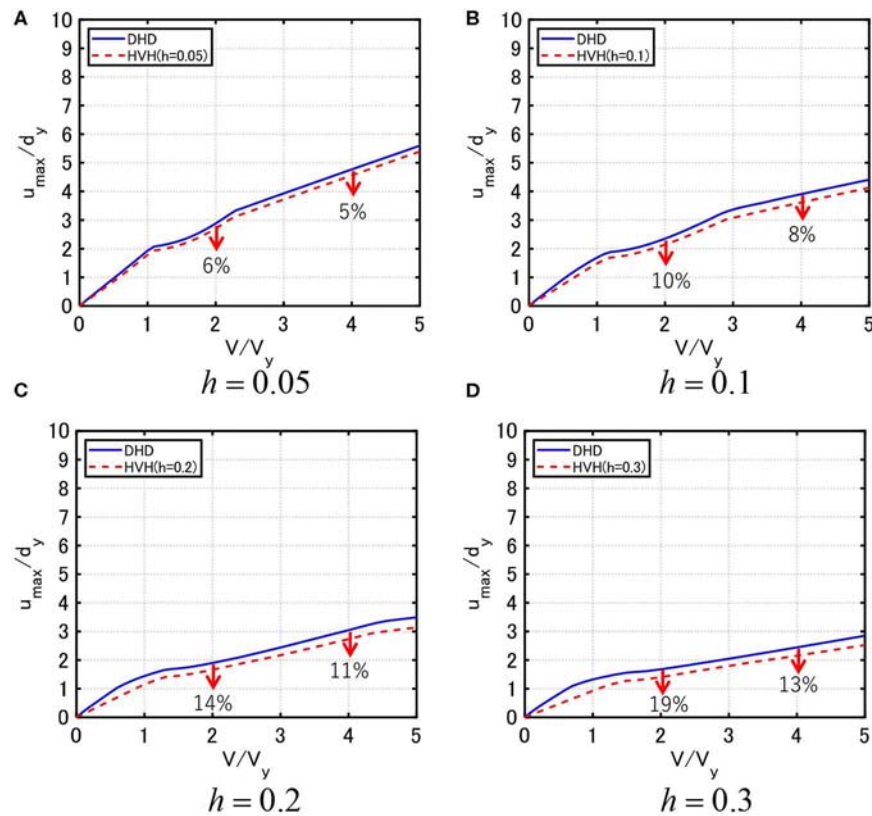 A
10
9
8
7
6
5
4
3
2
1
0
u_max/d_y
DHD
HVH(h=0.05)
5%
6%
0 1 2 3 4 5
V/V_y
h = 0.05
B
10
9
8
7
6
5
4
3
2
1
0
u_max/d_y
DHD
HVH(h=0.1)
8%
10%
0 1 2 3 4 5
V/V_y
h = 0.1
C
10
9
8
7
6
5
4
3
2
1
0
u_max/d_y
DHD
HVH(h=0.2)
11%
14%
0 1 2 3 4 5
V/V_y
h = 0.2
D
10
9
8
7
6
5
4
3
2
1
0
u_max/d_y
DHD
HVH(h=0.3)
13%
19%
0 1 2 3 4 5
V/V_y
h = 0.3